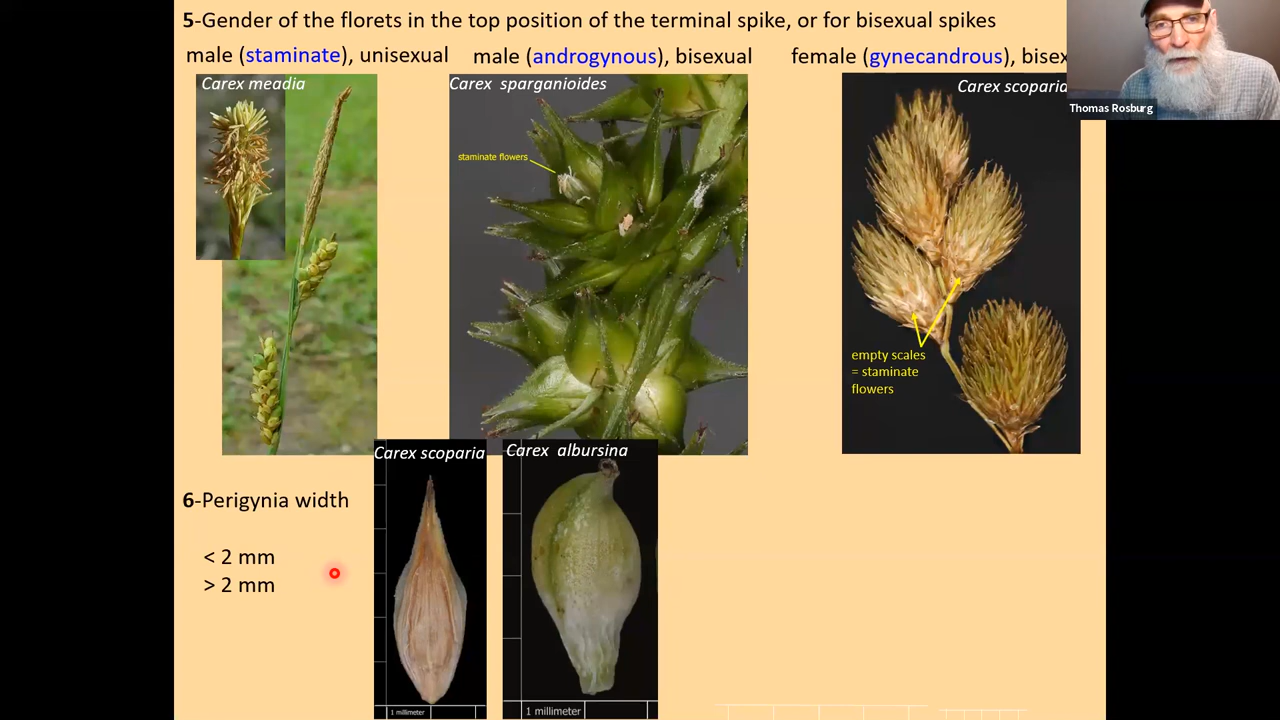 5-Gender of the florets in the top position of the terminal spike, or for bisexual spikes
male (staminate), unisexual
male (androgynous), bisexual
female (gynecandrous), bisex
Carex meadia
Carex sparganioides
Carex scoparia
Thomas Rosburg
staminate flowers
empty scales
= staminate
flowers
Carex scoparia
Carex albursina
6-Perigynia width
< 2 mm
> 2 mm
1 millimeter
1 millimeter